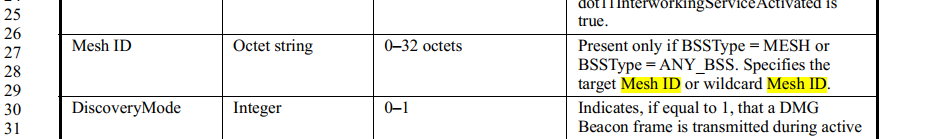 dot11InterworkingServiceActivated is
25
true.
26
27 Mesh ID Octet string 0–32 octets Present only if BSSType = MESH or
28 BSSType = ANY_BSS. Specifies the
29 target Mesh ID or wildcard Mesh ID.
30 DiscoveryMode Integer 0–1 Indicates, if equal to 1, that a DMG
31 Beacon frame is transmitted during active